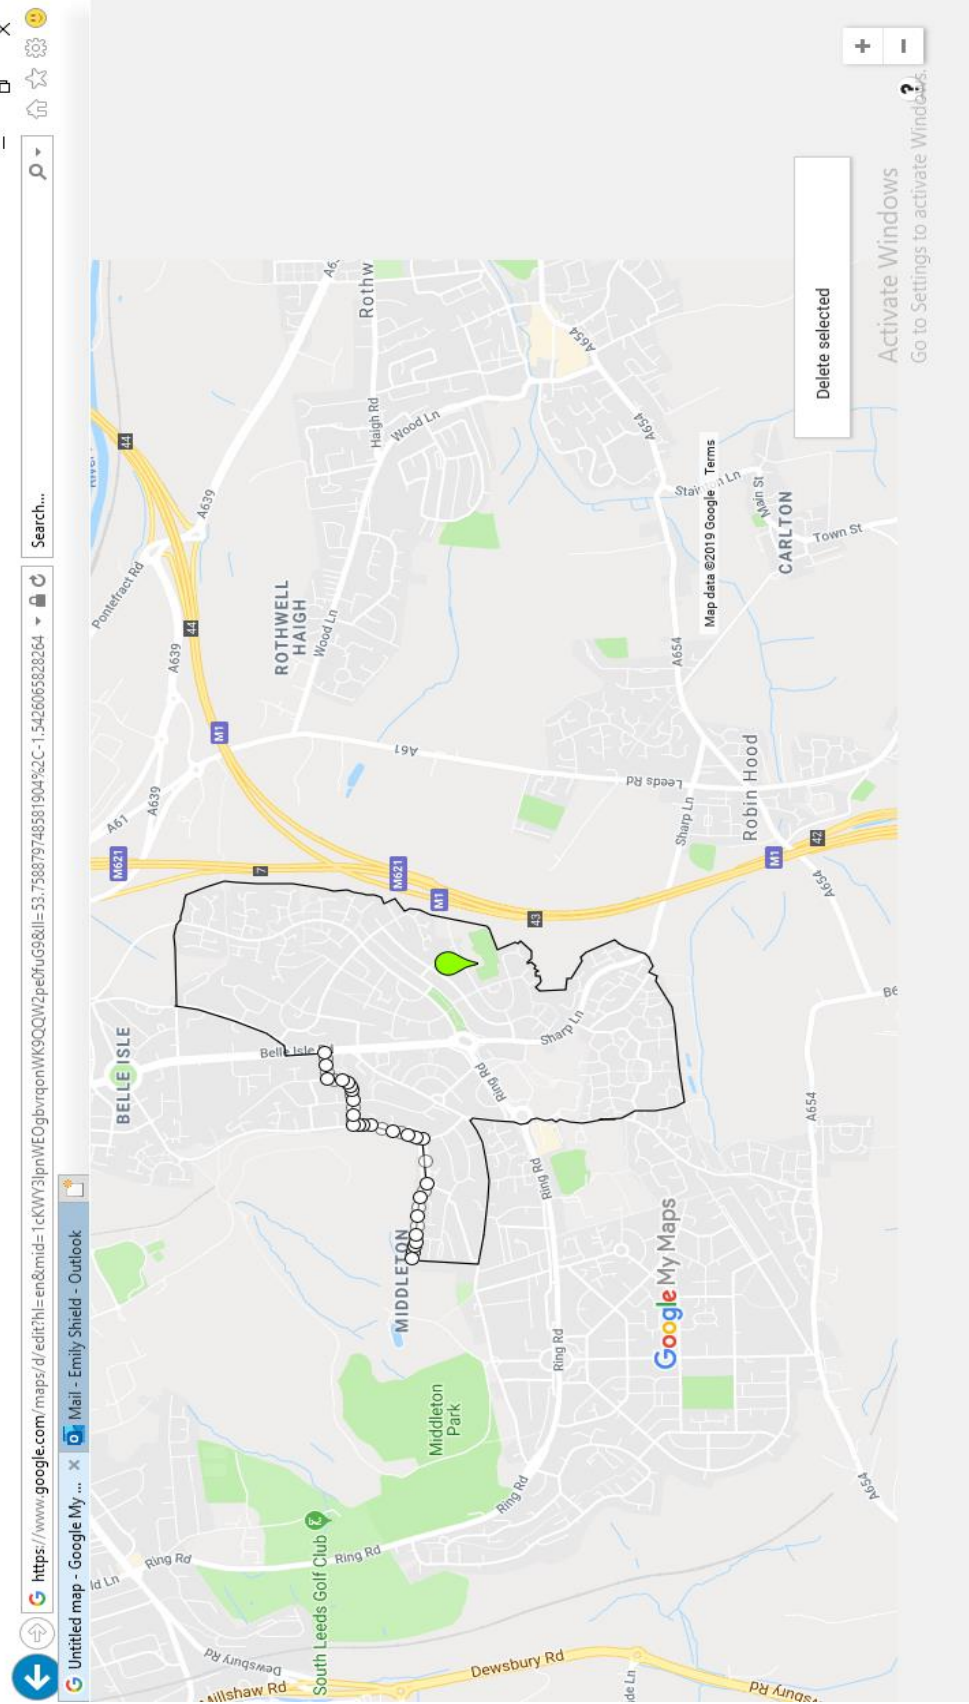 https://www.google.com/maps/d/edit?hl=en&mid=1cKWY3IpnWEOgbvrqonWK9QQW2pe0fuG9&ll=53.75887974858190​4%2C-1.5426065828264
Search...
Untitled map - Google My ...
Mail - Emily Shield - Outlook
River
44
Pontefract Rd
A639
A639
44
A639
A61
M621
M1
7
BELLE ISLE
Belle Isle Rd
ROTHWELL
HAIGH
Wood Ln
Haigh Rd
Wood Ln
Rothw
A654
A654
A61
Leeds Rd
M621
M1
43
MIDDLETON
Middleton
Park
South Leeds Golf Club
Ring Rd
Ring Rd
Ring Rd
Ring Rd
Ring Rd
Ring Rd
Sharp Ln
Sharp Ln
A654
Robin Hood
M1
42
A654
A654
A654
CARLTON
Main St
Town St
Stainton Ln
Dewsbury Rd
Millshaw Rd
Dewsbury Rd
Google My Maps
Map data ©2019 Google
Terms
Delete selected
+
−
?
Activate Windows
Go to Settings to activate Windows.